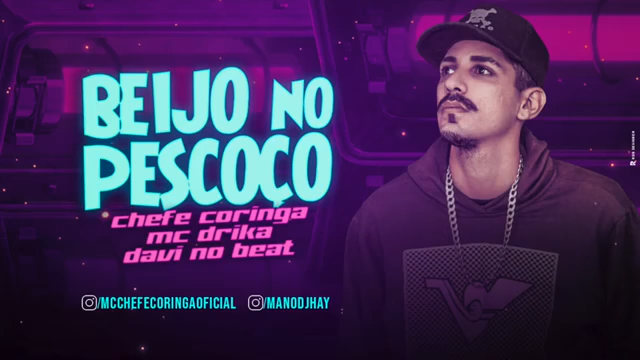 BEIJO NO
PESCOÇO
chefe coringa
mc drika
davi no beat
/MCCHEFECORINGAOFICIAL /MANODJHAY